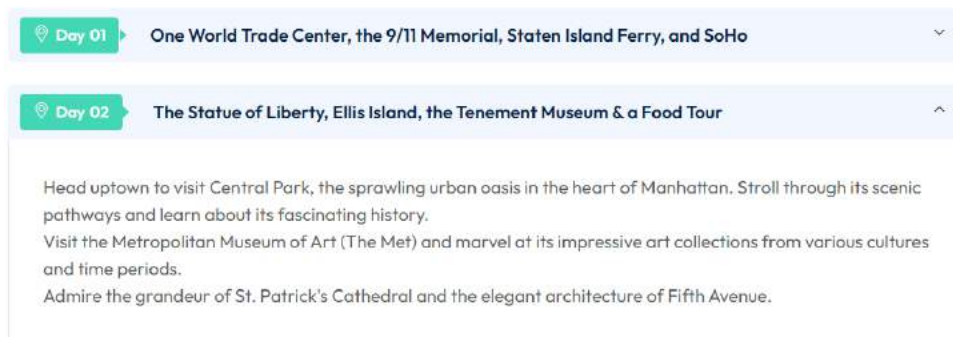 Day 01 One World Trade Center, the 9/11 Memorial, Staten Island Ferry, and SoHo
Day 02 The Statue of Liberty, Ellis Island, the Tenement Museum & a Food Tour
Head uptown to visit Central Park, the sprawling urban oasis in the heart of Manhattan. Stroll through its scenic
pathways and learn about its fascinating history.
Visit the Metropolitan Museum of Art (The Met) and marvel at its impressive art collections from various cultures
and time periods.
Admire the grandeur of St. Patrick's Cathedral and the elegant architecture of Fifth Avenue.